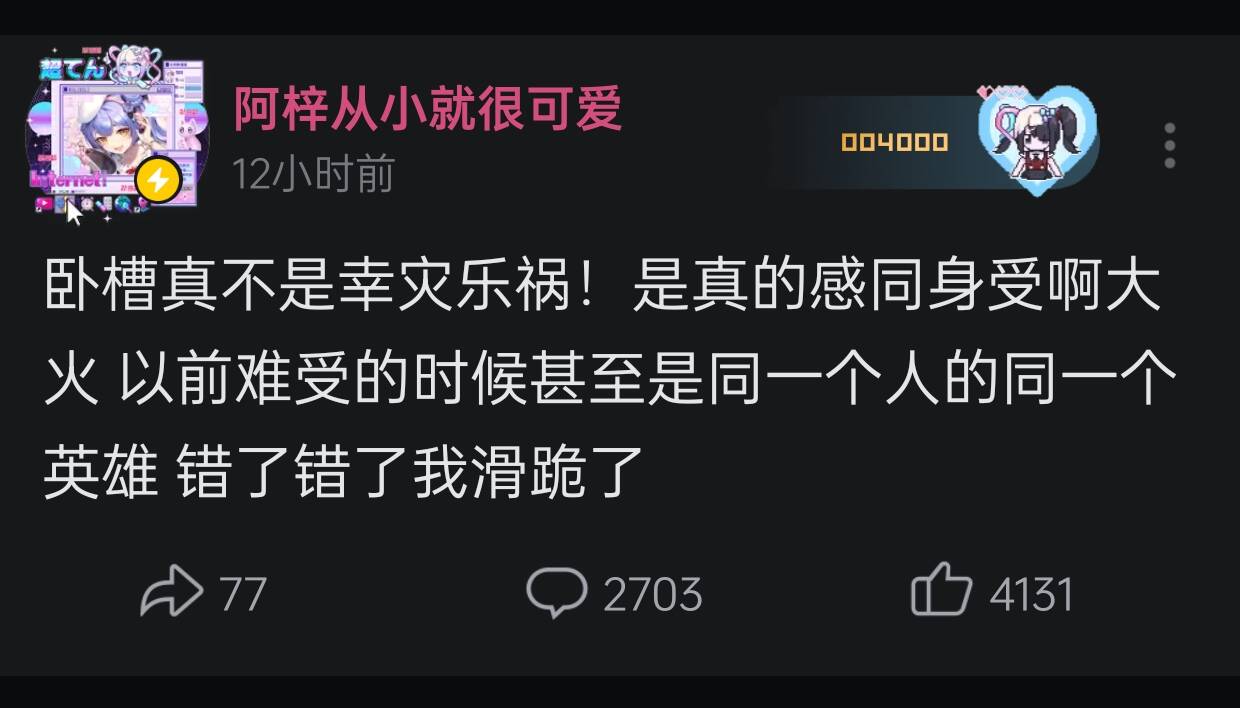 超てん
阿梓从小就很可爱
12小时前
004000
卧槽真不是幸灾乐祸！是真的感同身受啊大
火 以前难受的时候甚至是同一个人的同一个
英雄 错了错了我滑跪了
77
2703
4131